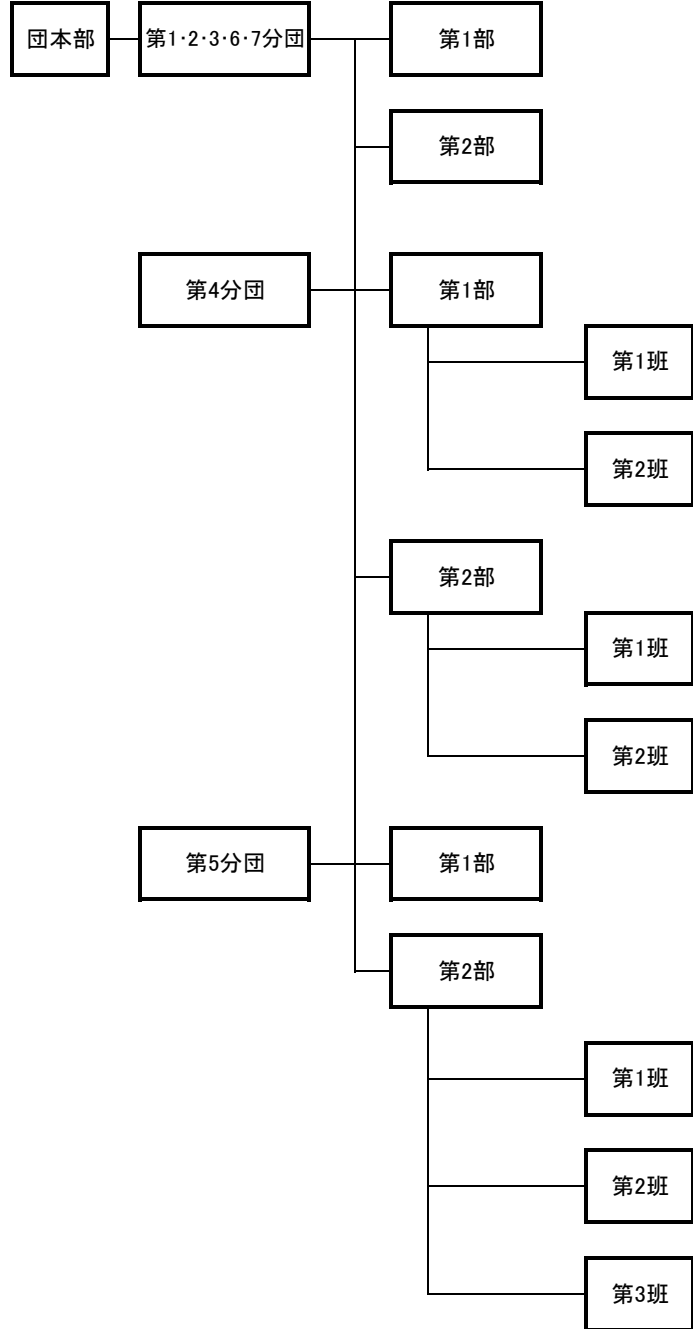 団本部
第1・2・3・6・7分団
第1部
第2部
第4分団
第1部
第1班
第2班
第2部
第1班
第2班
第5分団
第1部
第2部
第1班
第2班
第3班